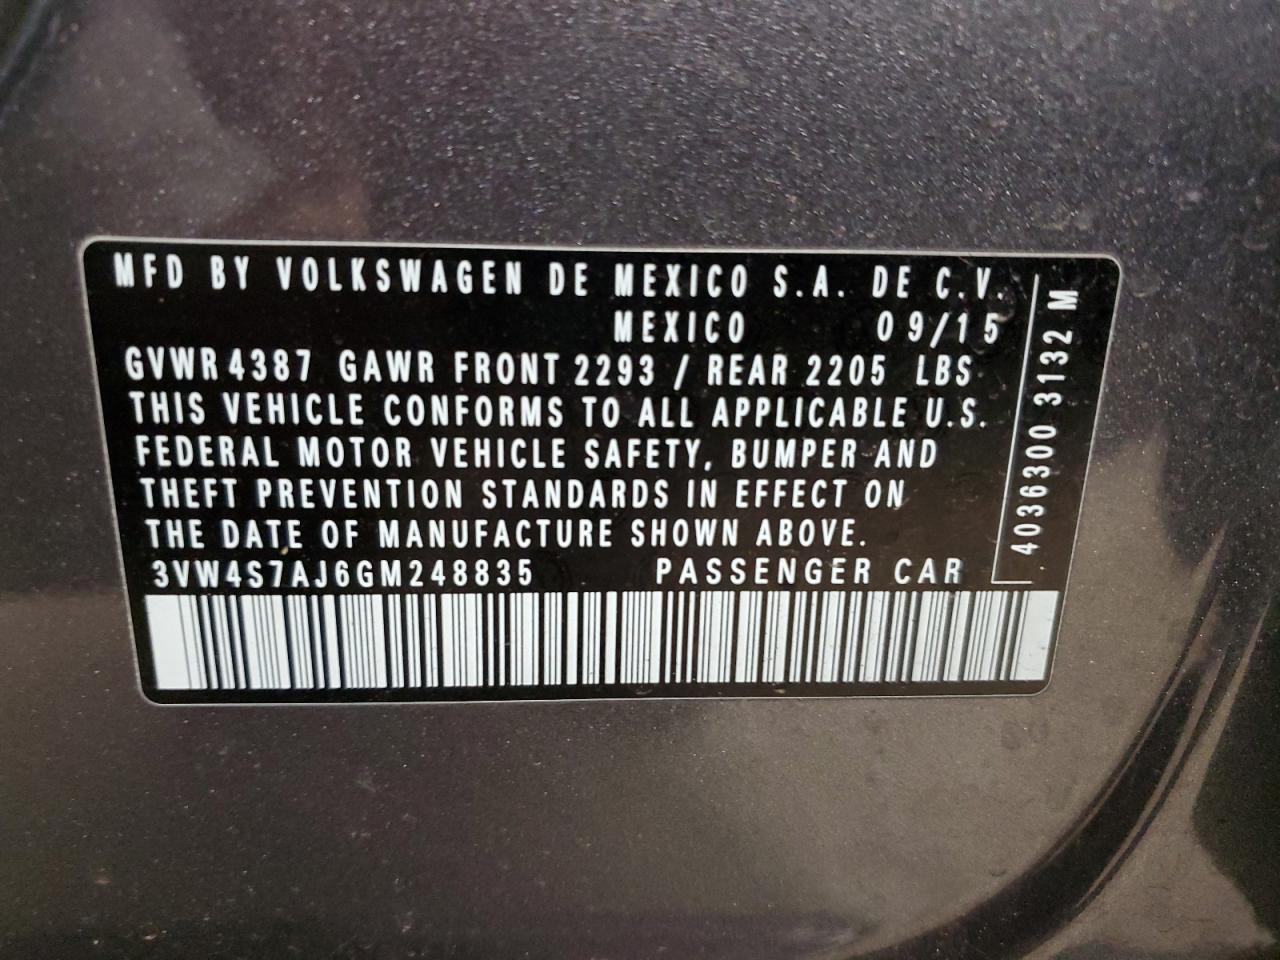 MFD BY VOLKSWAGEN DE MEXICO S.A. DE C.V.
MEXICO 09/15
GVWR 4387 GAWR FRONT 2293 / REAR 2205 LBS
THIS VEHICLE CONFORMS TO ALL APPLICABLE U.S.
FEDERAL MOTOR VEHICLE SAFETY, BUMPER AND
THEFT PREVENTION STANDARDS IN EFFECT ON
THE DATE OF MANUFACTURE SHOWN ABOVE.
3VW4S7AJ6GM248835 PASSENGER CAR
4036300 3132 M